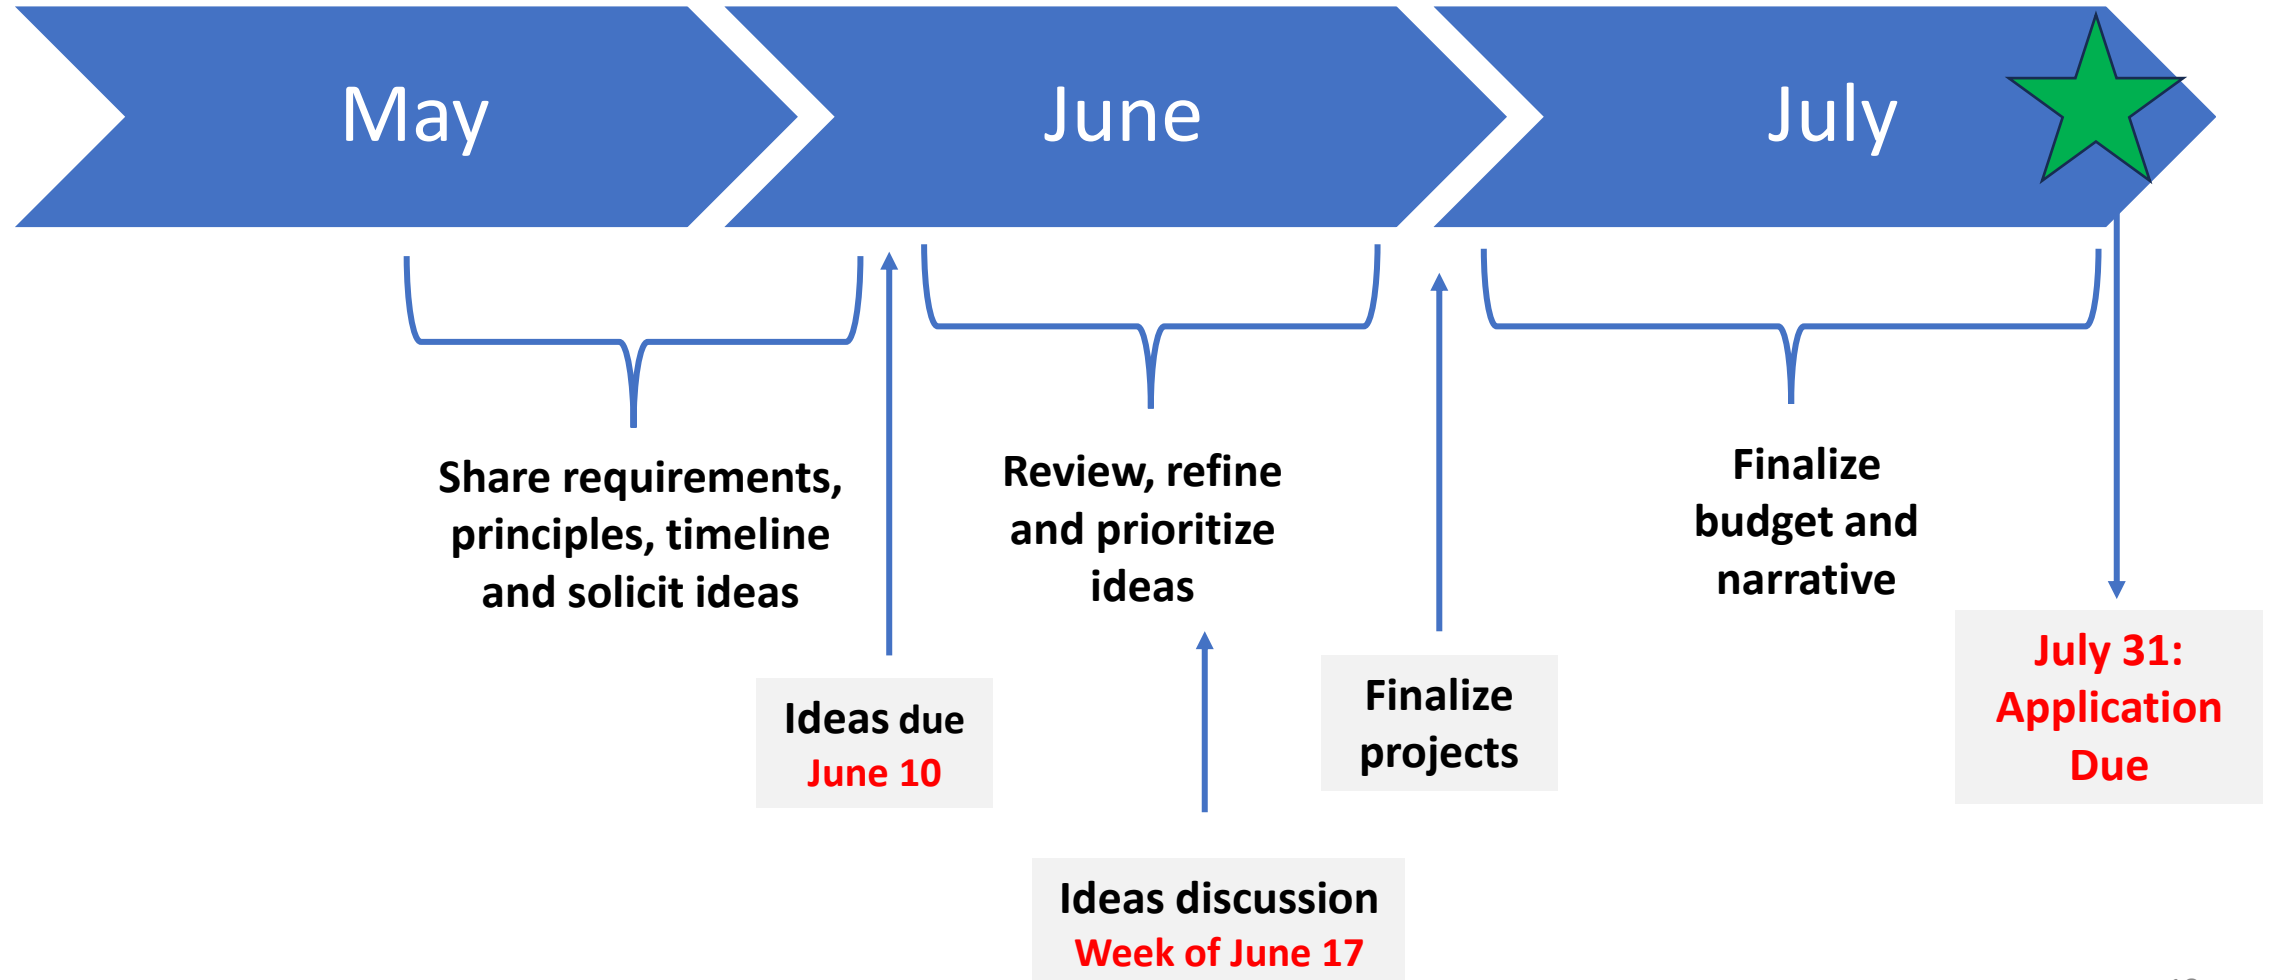 May
June
July
Share requirements,
principles, timeline
and solicit ideas
Review, refine
and prioritize
ideas
Finalize
budget and
narrative
Ideas due
June 10
Finalize
projects
July 31:
Application
Due
Ideas discussion
Week of June 17